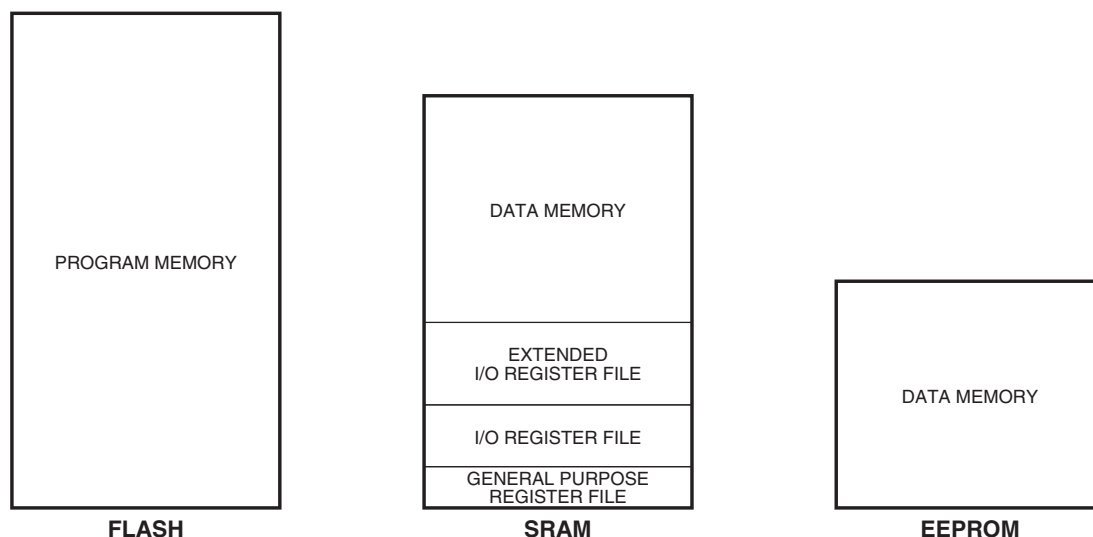 PROGRAM MEMORY
FLASH
DATA MEMORY
EXTENDED
I/O REGISTER FILE
I/O REGISTER FILE
GENERAL PURPOSE
REGISTER FILE
SRAM
DATA MEMORY
EEPROM